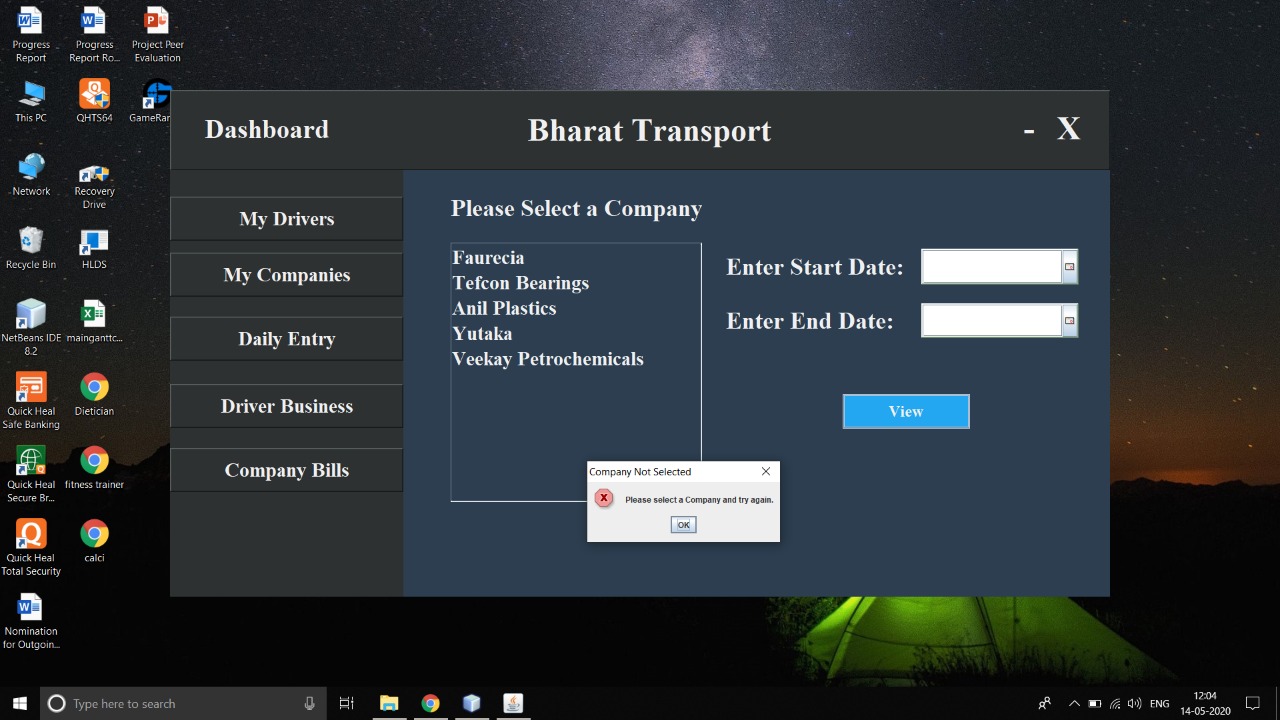 Progress
Report
Progress
Report Ro...
Project Peer
Evaluation
This PC
QHTS64
GameRan
Network
Recovery
Drive
Recycle Bin
HLDS
NetBeans IDE
8.2
mainganttc...
Quick Heal
Safe Banking
Dietician
Quick Heal
Secure Br...
fitness trainer
Quick Heal
Total Security
calci
Nomination
for Outgoin...
Dashboard
Bharat Transport
- X
My Drivers
My Companies
Daily Entry
Driver Business
Company Bills
Please Select a Company
Faurecia
Tefcon Bearings
Anil Plastics
Yutaka
Veekay Petrochemicals
Enter Start Date:
Enter End Date:
View
Company Not Selected
Please select a Company and try again.
OK
Type here to search
ENG
12:04
14-05-2020